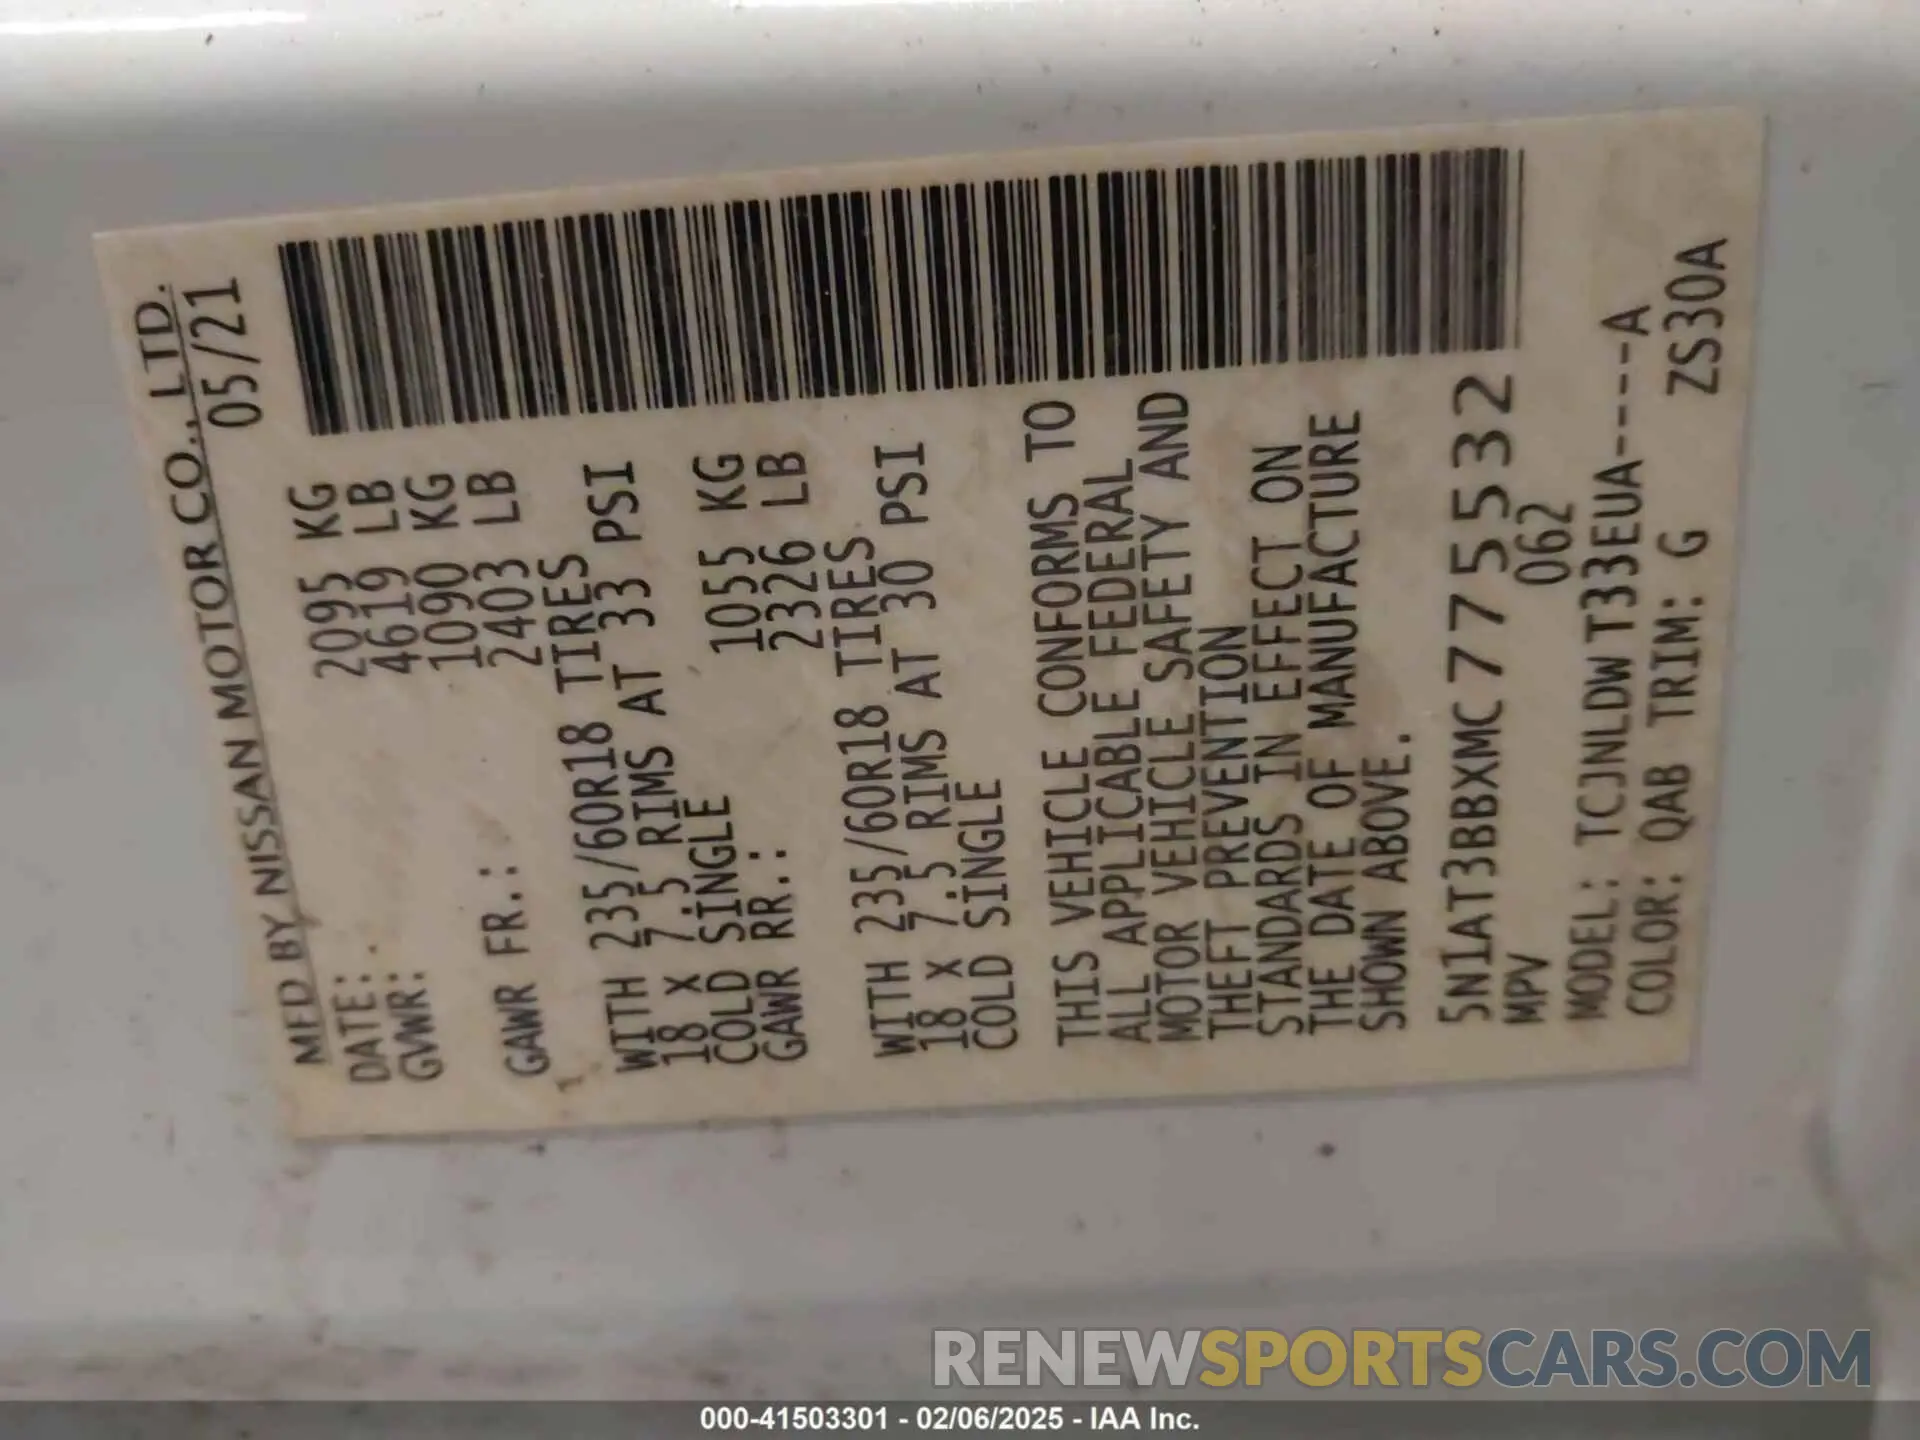 MFD BY NISSAN MOTOR CO., LTD.
DATE: 05/21
GVWR: 2095 KG
4619 LB
1090 KG
GAWR FR.: 2403 LB
WITH 235/60R18 TIRES
18 X 7.5 RIMS AT 33 PSI
COLD SINGLE
GAWR RR.: 1055 KG
2326 LB
WITH 235/60R18 TIRES
18 X 7.5 RIMS AT 30 PSI
COLD SINGLE
THIS VEHICLE CONFORMS TO
ALL APPLICABLE FEDERAL
MOTOR VEHICLE SAFETY AND
THEFT PREVENTION
STANDARDS IN EFFECT ON
THE DATE OF MANUFACTURE
SHOWN ABOVE.
5N1AT3BBXMC775532
MPV 062
MODEL: TCJNLDWT33EUA----A
COLOR: QAB TRIM: G ZS30A
RENEWSPORTSCARS.COM
000-41503301 - 02/06/2025 - IAA Inc.